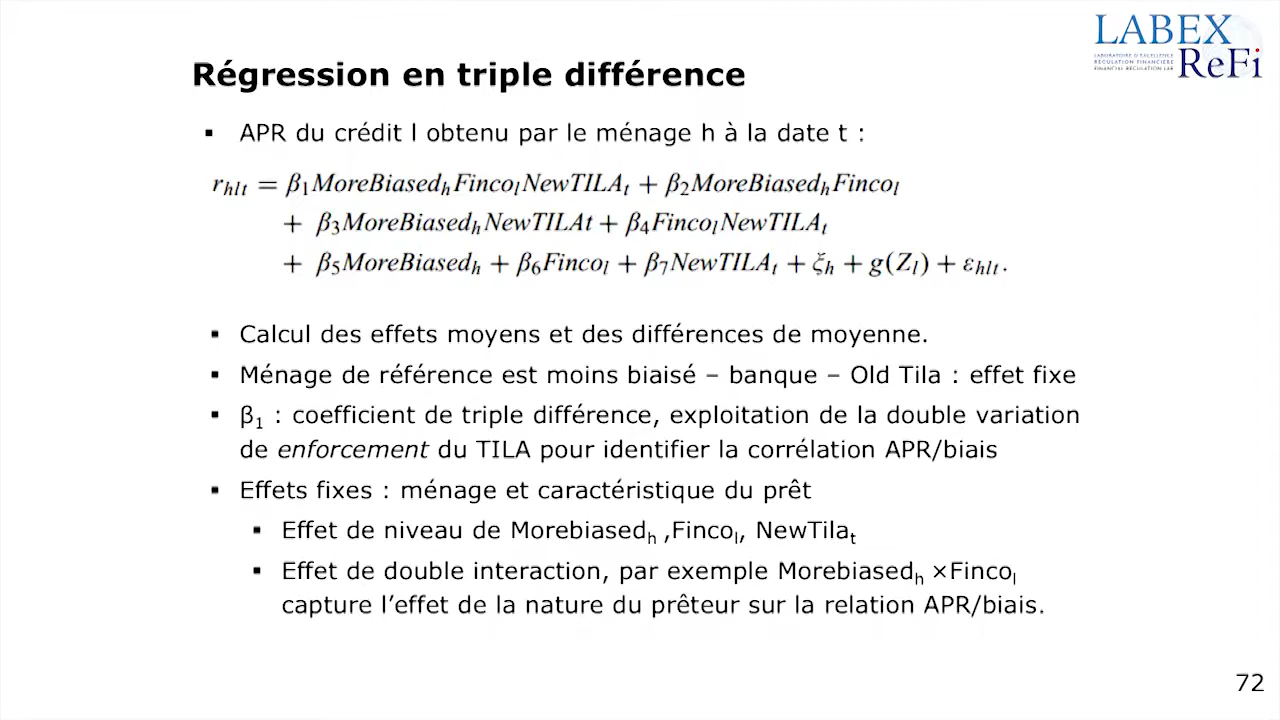 LABEX
LABORATOIRE D'EXCELLENCE
RÉGULATION FINANCIÈRE
FINANCIAL REGULATION LAB
ReFi
Régression en triple différence
▪ APR du crédit l obtenu par le ménage h à la date t :
r_hlt = β₁MoreBiased_hFinco_lNewTILA_t + β₂MoreBiased_hFinco_l
+ β₃MoreBiased_hNewTILAt + β₄Finco_lNewTILA_t
+ β₅MoreBiased_h + β₆Finco_l + β₇NewTILA_t + ξ_h + g(Z_l) + ε_hlt.
▪ Calcul des effets moyens et des différences de moyenne.
▪ Ménage de référence est moins biaisé – banque – Old Tila : effet fixe
▪ β₁ : coefficient de triple différence, exploitation de la double variation
de enforcement du TILA pour identifier la corrélation APR/biais
▪ Effets fixes : ménage et caractéristique du prêt
▪ Effet de niveau de Morebiased_h ,Finco_l, NewTila_t
▪ Effet de double interaction, par exemple Morebiased_h ×Finco_l
capture l'effet de la nature du prêteur sur la relation APR/biais.
72